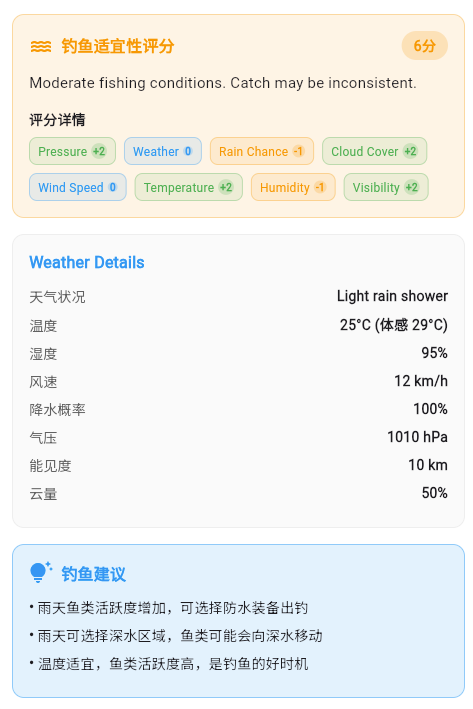 钓鱼适宜性评分 6分
Moderate fishing conditions. Catch may be inconsistent.
评分详情
Pressure +2 Weather 0 Rain Chance -1 Cloud Cover +2
Wind Speed 0 Temperature +2 Humidity -1 Visibility +2
Weather Details
天气状况 Light rain shower
温度 25°C (体感 29°C)
湿度 95%
风速 12 km/h
降水概率 100%
气压 1010 hPa
能见度 10 km
云量 50%
钓鱼建议
• 雨天鱼类活跃度增加，可选择防水装备出钓
• 雨天可选择深水区域，鱼类可能会向深水移动
• 温度适宜，鱼类活跃度高，是钓鱼的好时机